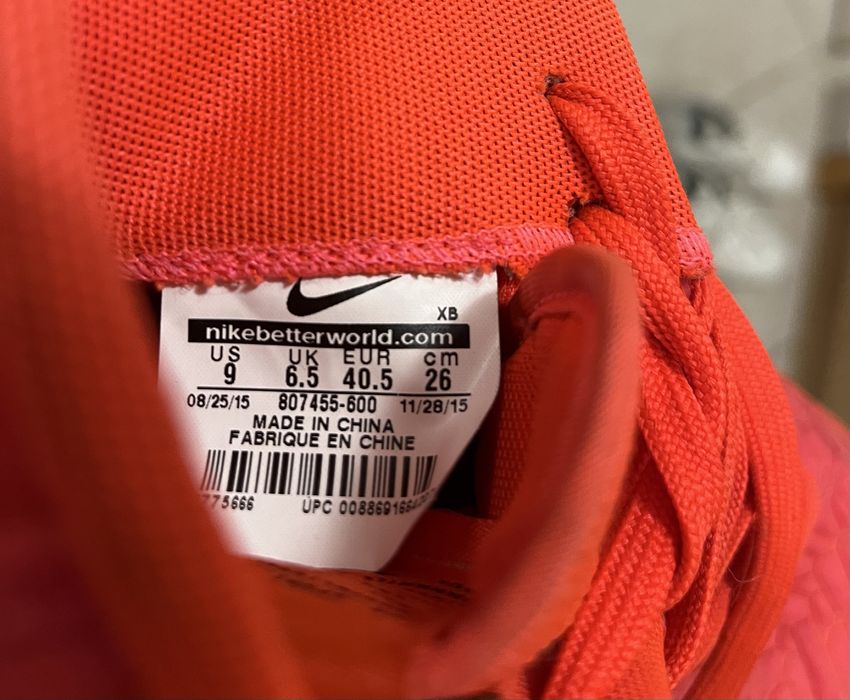 XB
nikebetterworld.com
US UK EUR cm
9 6.5 40.5 26
08/25/15 807455-600 11/28/15
MADE IN CHINA
FABRIQUE EN CHINE
UPC